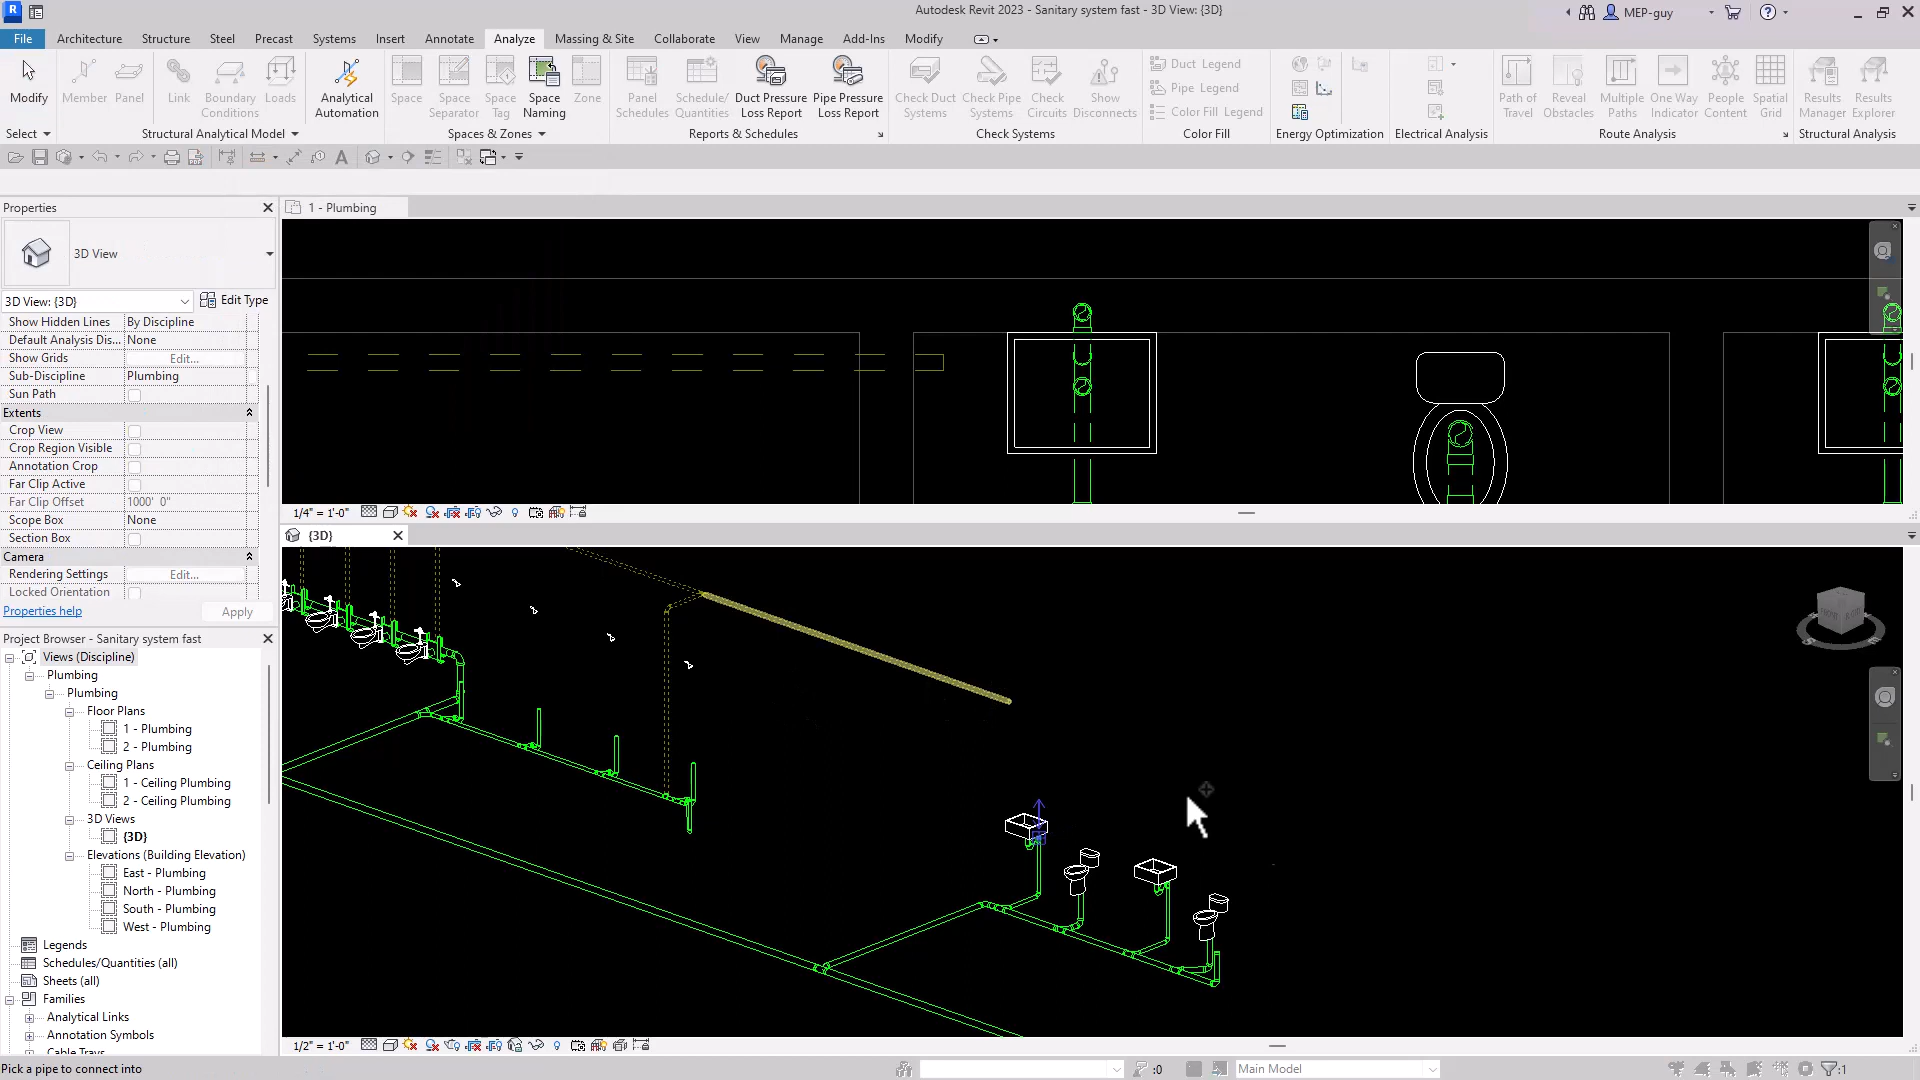 Autodesk Revit 2023 - Sanitary system fast - 3D View: {3D}
MEP-guy
File Architecture Structure Steel Precast Systems Insert Annotate Analyze Massing & Site Collaborate View Manage Add-Ins Modify
Modify
Member
Panel
Link
Boundary
Conditions
Loads
Analytical
Automation
Space
Space
Separator
Space
Tag
Space
Naming
Zone
Panel
Schedules
Schedule/
Quantities
Duct Pressure
Loss Report
Pipe Pressure
Loss Report
Check Duct
Systems
Check Pipe
Systems
Check
Circuits
Show
Disconnects
Duct Legend
Pipe Legend
Color Fill Legend
Path of
Travel
Reveal
Obstacles
Multiple
Paths
One Way
Indicator
People
Content
Spatial
Grid
Results
Manager
Results
Explorer
Select
Structural Analytical Model
Spaces & Zones
Reports & Schedules
Check Systems
Color Fill
Energy Optimization
Electrical Analysis
Route Analysis
Structural Analysis
Properties
3D View
3D View: {3D}
Edit Type
Show Hidden Lines By Discipline
Default Analysis Dis... None
Show Grids Edit...
Sub-Discipline Plumbing
Sun Path
Extents
Crop View
Crop Region Visible
Annotation Crop
Far Clip Active
Far Clip Offset 1000' 0"
Scope Box None
Section Box
Camera
Rendering Settings Edit...
Locked Orientation
Properties help
Apply
Project Browser - Sanitary system fast
Views (Discipline)
Plumbing
Plumbing
Floor Plans
1 - Plumbing
2 - Plumbing
Ceiling Plans
1 - Ceiling Plumbing
2 - Ceiling Plumbing
3D Views
{3D}
Elevations (Building Elevation)
East - Plumbing
North - Plumbing
South - Plumbing
West - Plumbing
Legends
Schedules/Quantities (all)
Sheets (all)
Families
Analytical Links
Annotation Symbols
Cable Trays
1 - Plumbing
1/4" = 1'-0"
{3D}
1/2" = 1'-0"
Pick a pipe to connect into
:0
Main Model
:1